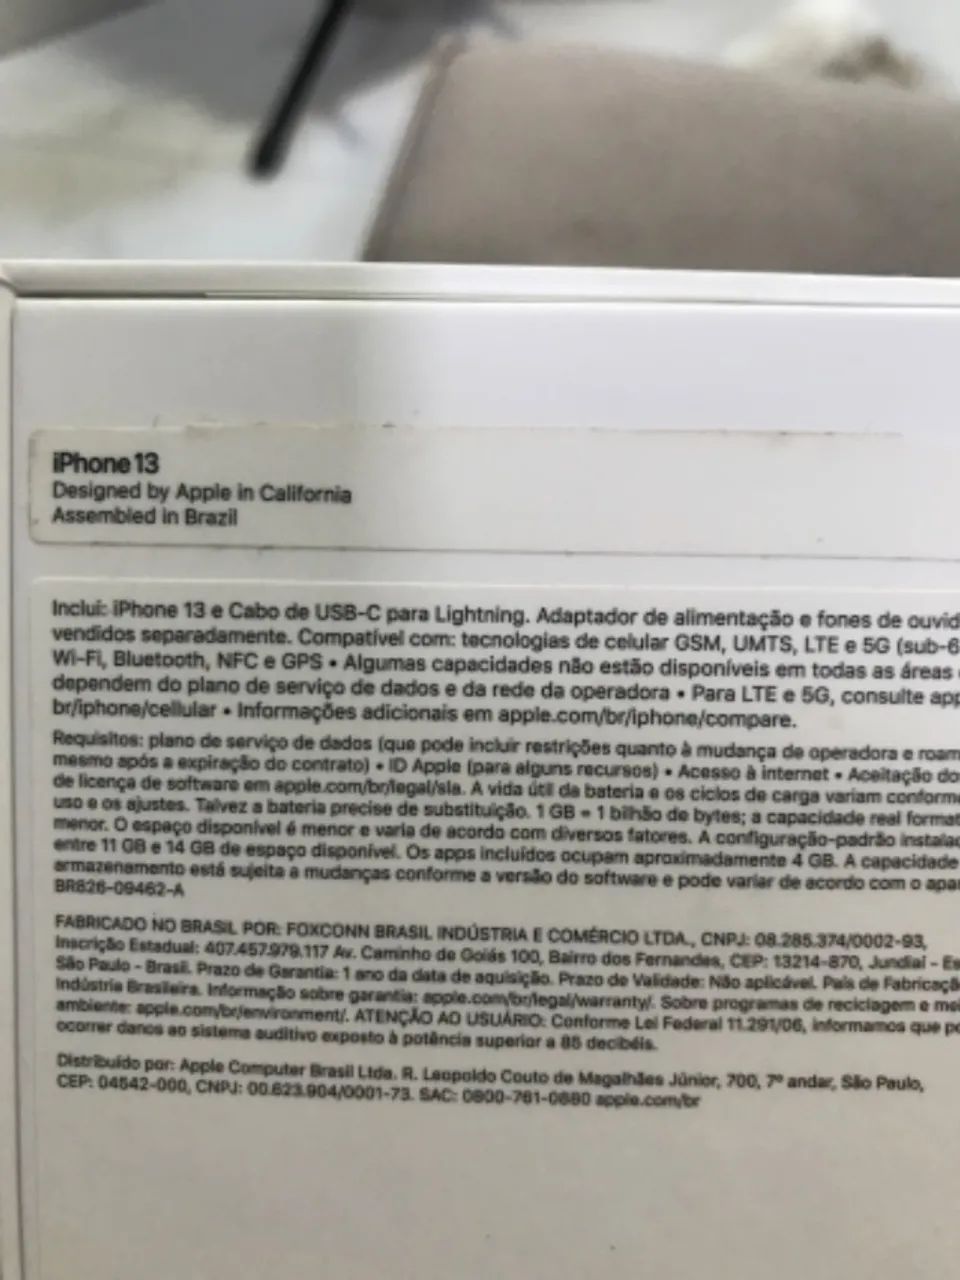 iPhone 13
Designed by Apple in California
Assembled in Brazil
Inclui: iPhone 13 e Cabo de USB-C para Lightning. Adaptador de alimentação e fones de ouvid
vendidos separadamente. Compatível com: tecnologias de celular GSM, UMTS, LTE e 5G (sub-6
Wi-Fi, Bluetooth, NFC e GPS • Algumas capacidades não estão disponíveis em todas as áreas
dependem do plano de serviço de dados e da rede da operadora • Para LTE e 5G, consulte app
br/iphone/cellular • Informações adicionais em apple.com/br/iphone/compare.
Requisitos: plano de serviço de dados (que pode incluir restrições quanto à mudança de operadora e roam
mesmo após a expiração do contrato) • ID Apple (para alguns recursos) • Acesso à internet • Aceitação do
de licença de software em apple.com/br/legal/sla. A vida útil da bateria e os ciclos de carga variam conforme
uso e os ajustes. Talvez a bateria precise de substituição. 1 GB = 1 bilhão de bytes; a capacidade real format
menor. O espaço disponível é menor e varia de acordo com diversos fatores. A configuração-padrão instalad
entre 11 GB e 14 GB de espaço disponível. Os apps incluídos ocupam aproximadamente 4 GB. A capacidade
armazenamento está sujeita a mudanças conforme a versão do software e pode variar de acordo com o apar
BR826-09462-A
FABRICADO NO BRASIL POR: FOXCONN BRASIL INDÚSTRIA E COMÉRCIO LTDA., CNPJ: 08.285.374/0002-93,
Inscrição Estadual: 407.457.979.117 Av. Caminho de Goiás 100, Bairro dos Fernandes, CEP: 13214-870, Jundiaí - Es
São Paulo - Brasil. Prazo de Garantia: 1 ano da data de aquisição. Prazo de Validade: Não aplicável. País de Fabricaçã
Indústria Brasileira. Informação sobre garantia: apple.com/br/legal/warranty/. Sobre programas de reciclagem e mei
ambiente: apple.com/br/environment/. ATENÇÃO AO USUÁRIO: Conforme Lei Federal 11.291/06, informamos que po
ocorrer danos ao sistema auditivo exposto à potência superior a 85 decibéis.
Distribuído por: Apple Computer Brasil Ltda. R. Leopoldo Couto de Magalhães Júnior, 700, 7º andar, São Paulo,
CEP: 04542-000, CNPJ: 00.623.904/0001-73. SAC: 0800-761-0880 apple.com/br